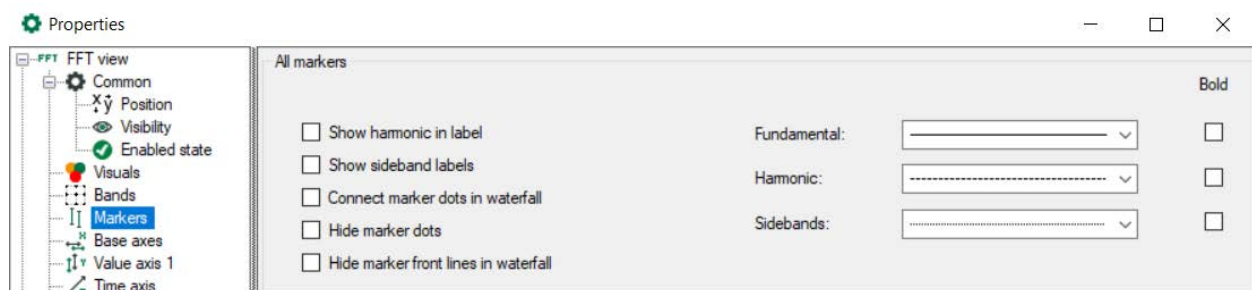 Properties
FFT FFT view
Common
x y Position
Visibility
Enabled state
Visuals
Bands
Markers
Base axes
Value axis 1
Time axis
All markers
Bold
Show harmonic in label
Show sideband labels
Connect marker dots in waterfall
Hide marker dots
Hide marker front lines in waterfall
Fundamental:
Harmonic:
Sidebands: